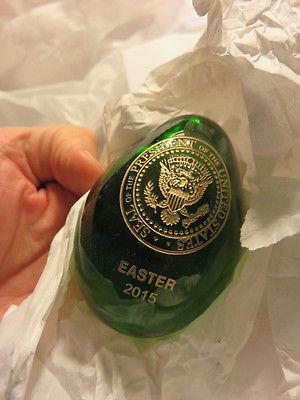 SEAL OF THE PRESIDENT OF THE UNITED STATES
EASTER
2015